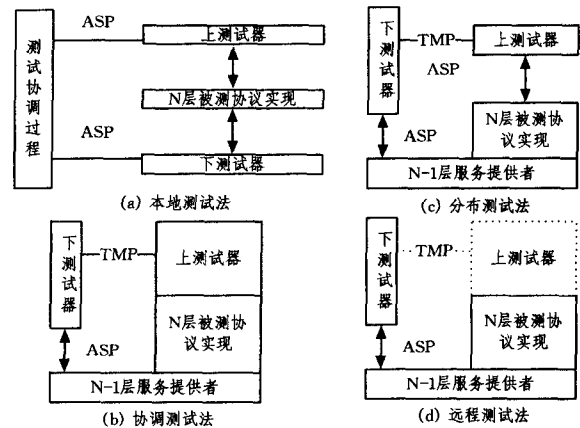 ASP
上测试器
测试协调过程
N层被测协议实现
ASP
下测试器
(a) 本地测试法
下测试器
TMP
上测试器
ASP
ASP
N层被测协议实现
N-1层服务提供者
(c) 分布测试法
下测试器
TMP
上测试器
ASP
N层被测协议实现
N-1层服务提供者
(b) 协调测试法
下测试器
TMP
上测试器
ASP
N层被测协议实现
N-1层服务提供者
(d) 远程测试法